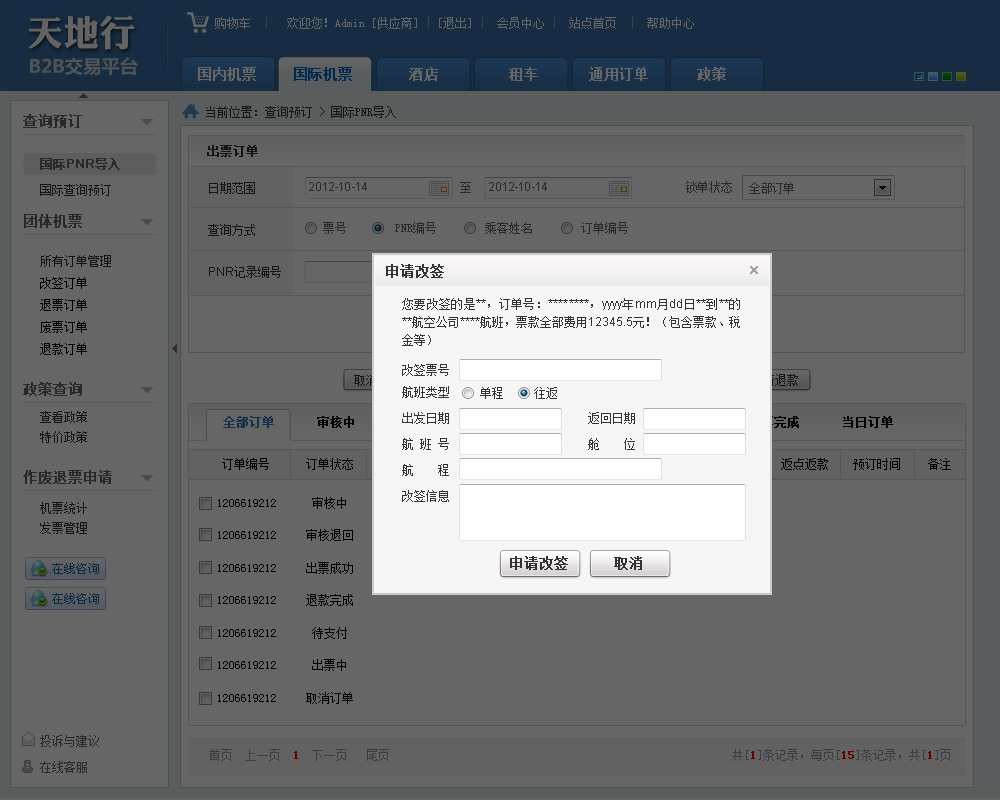 天地行
B2B交易平台
购物车 | 欢迎您! Admin [供应商] | [退出] | 会员中心 | 站点首页 | 帮助中心
国内机票 国际机票 酒店 租车 通用订单 政策
当前位置: 查询预订 > 国际PNR导入
查询预订
国际PNR导入
国际查询预订
团体机票
所有订单管理
改签订单
退票订单
废票订单
退款订单
政策查询
查看政策
特价政策
作废退票申请
机票统计
发票管理
在线咨询
在线咨询
投诉与建议
在线客服
出票订单
日期范围 2012-10-14 至 2012-10-14 锁单状态 全部订单
查询方式 票号 PNR编号 乘客姓名 订单编号
PNR记录编号
申请改签 ×
您要改签的是**，订单号：********，yyyy年mm月dd日**到**的
**航空公司****航班，票款全部费用12345.5元！（包含票款、税
金等）
改签票号
航班类型 单程 往返
出发日期 返回日期
航 班 号 舱 位
航 程
改签信息
申请改签 取消
退款
全部订单 审核中 完成 当日订单
订单编号 订单状态 返点返款 预订时间 备注
1206619212 审核中
1206619212 审核退回
1206619212 出票成功
1206619212 退款完成
1206619212 待支付
1206619212 出票中
1206619212 取消订单
首页 上一页 1 下一页 尾页 共[1]条记录，每页[15]条记录，共[1]页